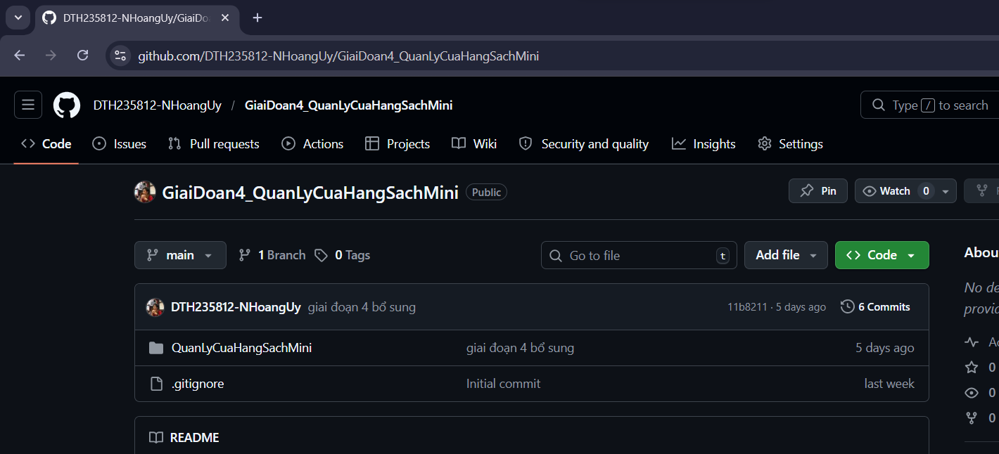 DTH235812-NHoangUy/GiaiDo
github.com/DTH235812-NHoangUy/GiaiDoan4_QuanLyCuaHangSachMini
DTH235812-NHoangUy / GiaiDoan4_QuanLyCuaHangSachMini
Type / to search
Code Issues Pull requests Actions Projects Wiki Security and quality Insights Settings
GiaiDoan4_QuanLyCuaHangSachMini Public
Pin Watch 0
main 1 Branch 0 Tags Go to file t Add file Code
Abou
No de
provid
DTH235812-NHoangUy giai đoạn 4 bổ sung 11b8211 · 5 days ago 6 Commits
QuanLyCuaHangSachMini giai đoạn 4 bổ sung 5 days ago
.gitignore Initial commit last week
0
0
0
README